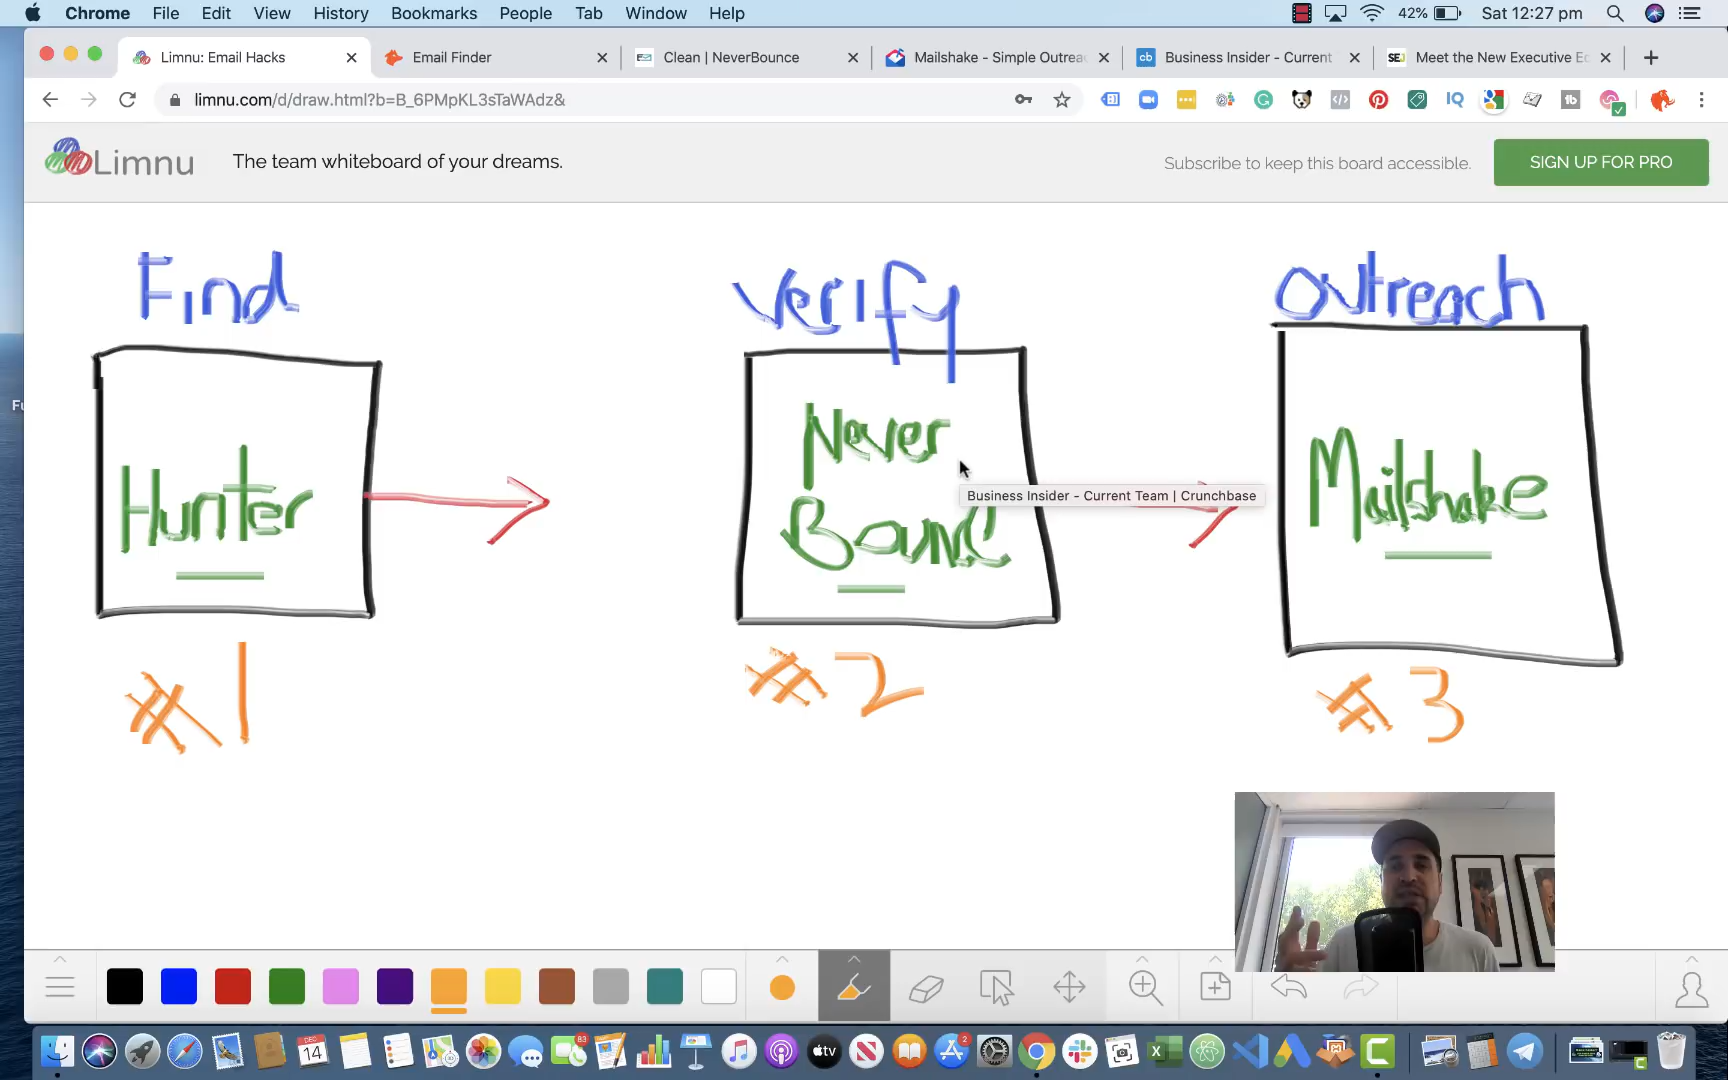 Chrome File Edit View History Bookmarks People Tab Window Help 42% Sat 12:27 pm
Limnu: Email Hacks Email Finder Clean | NeverBounce Mailshake - Simple Outrea Business Insider - Current Meet the New Executive Ed
limnu.com/d/draw.html?b=B_6PMpKL3sTaWAdz&
Limnu The team whiteboard of your dreams. Subscribe to keep this board accessible. SIGN UP FOR PRO
Find Verify Outreach
Hunter
Never
Bounce
Mailshake
Business Insider - Current Team | Crunchbase
#1 #2 #3